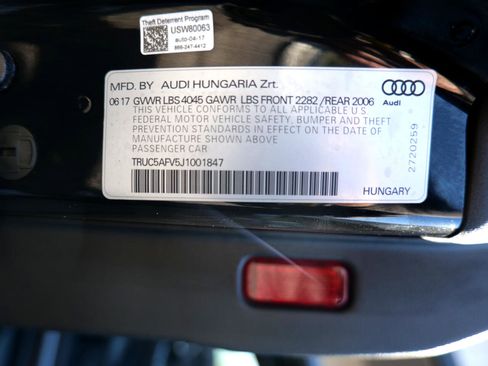 Theft Deterrent Program
USW80063
auto-04-17
866-247-4412
MFD. BY AUDI HUNGARIA Zrt.
06 17 GVWR LBS 4045 GAWR LBS FRONT 2282 /REAR 2006
THIS VEHICLE CONFORMS TO ALL APPLICABLE U S
FEDERAL MOTOR VEHICLE SAFETY, BUMPER AND THEFT
PREVENTION STANDARDS IN EFFECT ON THE DATE
OF MANUFACTURE SHOWN ABOVE
PASSENGER CAR
TRUC5AFV5J1001847
Audi
2720259
HUNGARY